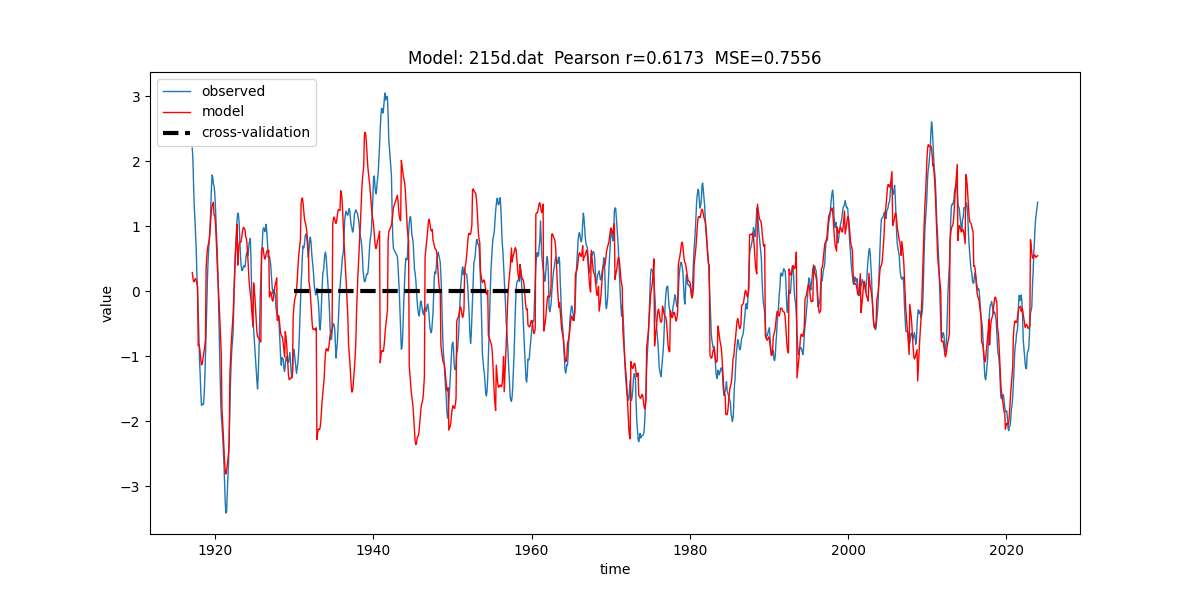 Model: 215d.dat  Pearson r=0.6173  MSE=0.7556
observed
model
cross-validation
3
2
1
0
−1
−2
−3
value
1920
1940
1960
1980
2000
2020
time